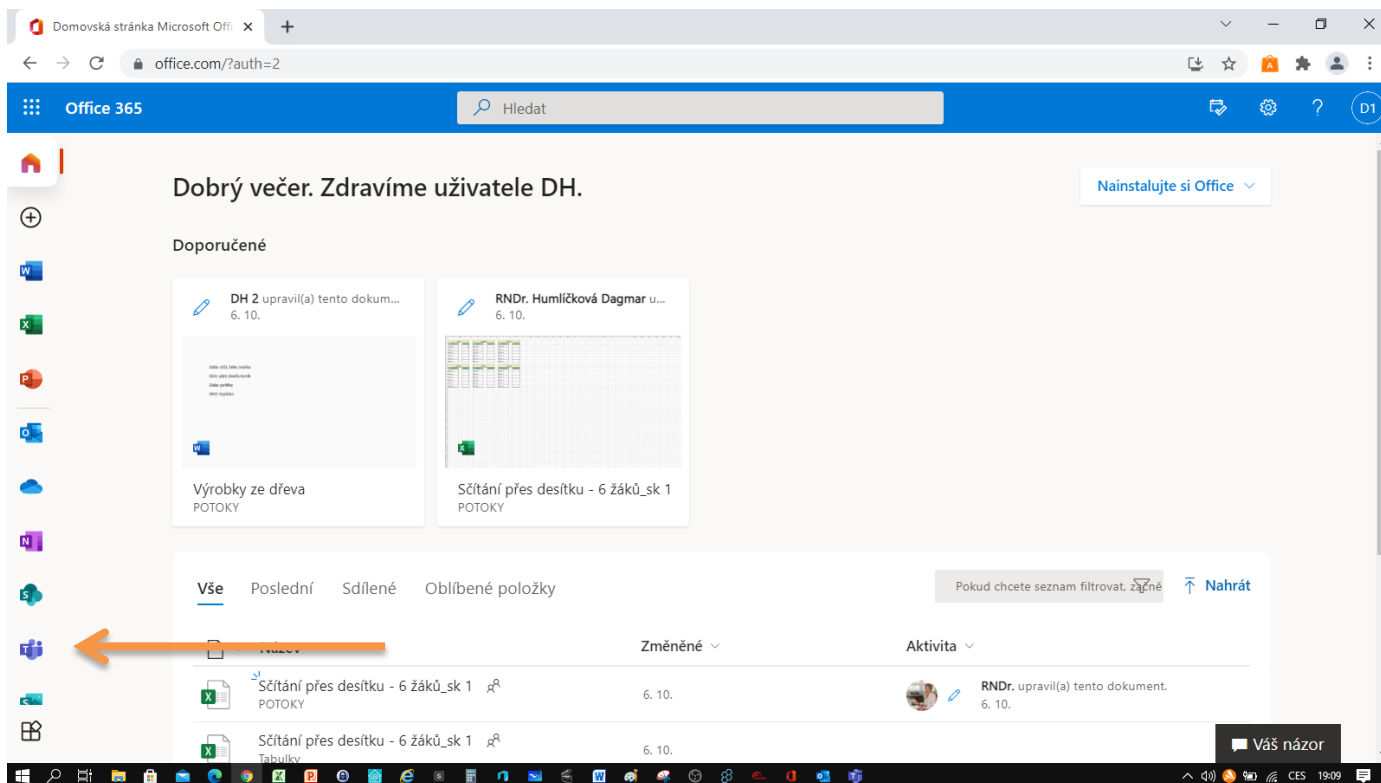 Domovská stránka Microsoft Offi
office.com/?auth=2
Office 365
Hledat
D1
Dobrý večer. Zdravíme uživatele DH.
Nainstalujte si Office
Doporučené
DH 2 upravil(a) tento dokum...
6. 10.
RNDr. Humlíčková Dagmar u...
6. 10.
Výrobky ze dřeva
POTOKY
Sčítání přes desítku - 6 žáků_sk 1
POTOKY
Vše Poslední Sdílené Oblíbené položky
Pokud chcete seznam filtrovat, začně
Nahrát
Název Změněné Aktivita
Sčítání přes desítku - 6 žáků_sk 1
POTOKY
6. 10.
RNDr. upravil(a) tento dokument.
6. 10.
Sčítání přes desítku - 6 žáků_sk 1
Tabulky
6. 10.
Váš názor
CES 19:09